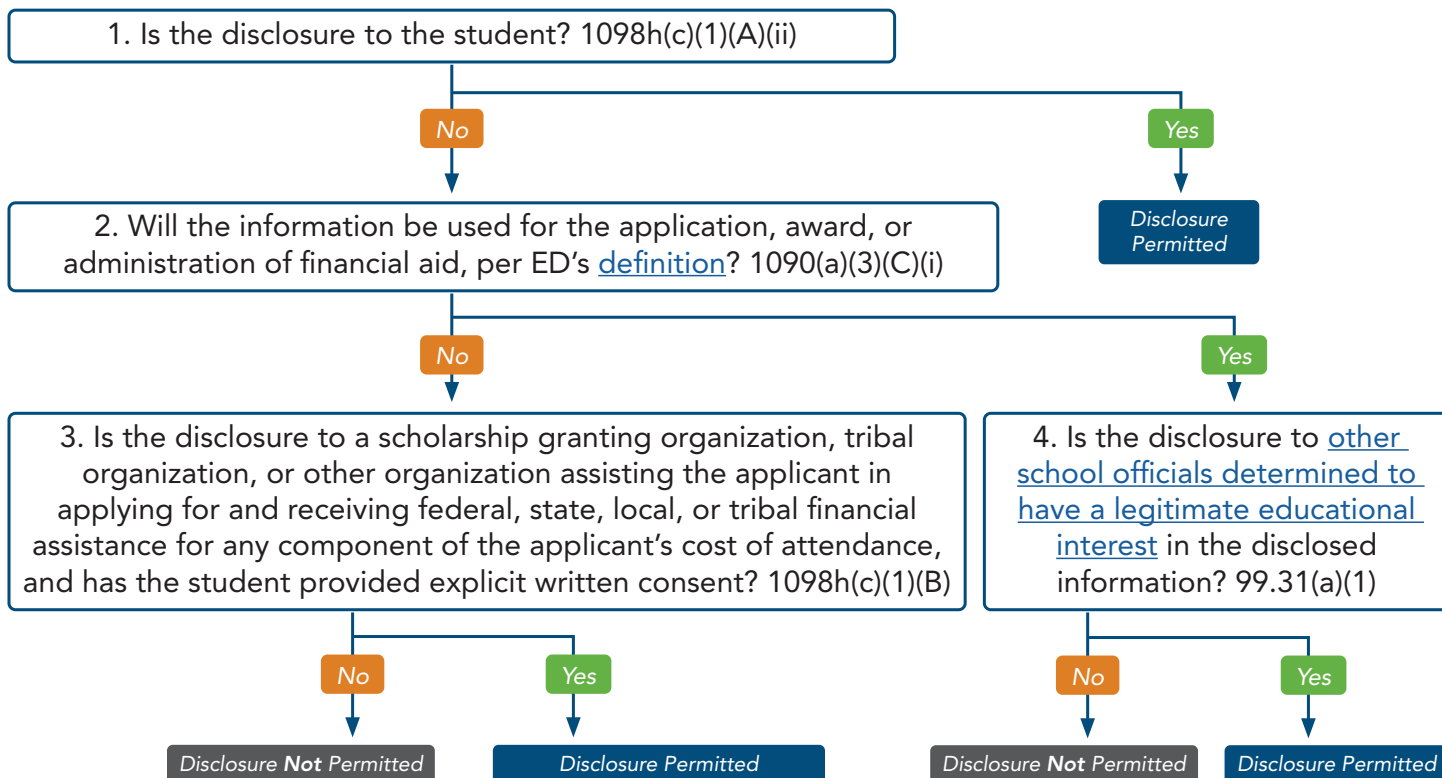 1. Is the disclosure to the student? 1098h(c)(1)(A)(ii)
No
Yes
Disclosure
Permitted
2. Will the information be used for the application, award, or
administration of financial aid, per ED’s definition? 1090(a)(3)(C)(i)
No
Yes
3. Is the disclosure to a scholarship granting organization, tribal
organization, or other organization assisting the applicant in
applying for and receiving federal, state, local, or tribal financial
assistance for any component of the applicant’s cost of attendance,
and has the student provided explicit written consent? 1098h(c)(1)(B)
4. Is the disclosure to other
school officials determined to
have a legitimate educational
interest in the disclosed
information? 99.31(a)(1)
No
Yes
No
Yes
Disclosure Not Permitted
Disclosure Permitted
Disclosure Not Permitted
Disclosure Permitted